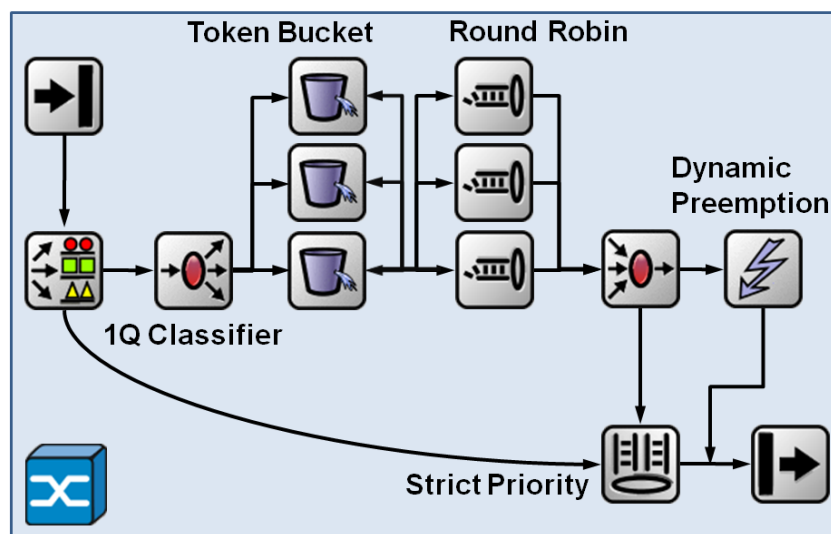 Token Bucket
Round Robin
Dynamic
Preemption
1Q Classifier
Strict Priority